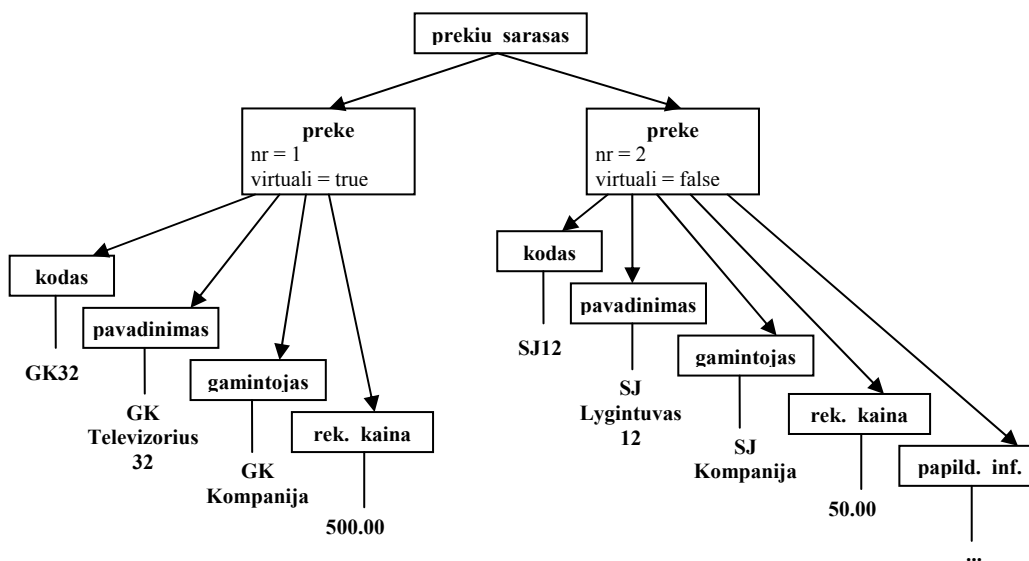 prekiu sarasas
preke
nr = 1
virtuali = true
kodas
GK32
pavadinimas
GK
Televizorius
32
gamintojas
GK
Kompanija
rek. kaina
500.00
preke
nr = 2
virtuali = false
kodas
SJ12
pavadinimas
SJ
Lygintuvas
12
gamintojas
SJ
Kompanija
rek. kaina
50.00
papild. inf.
...